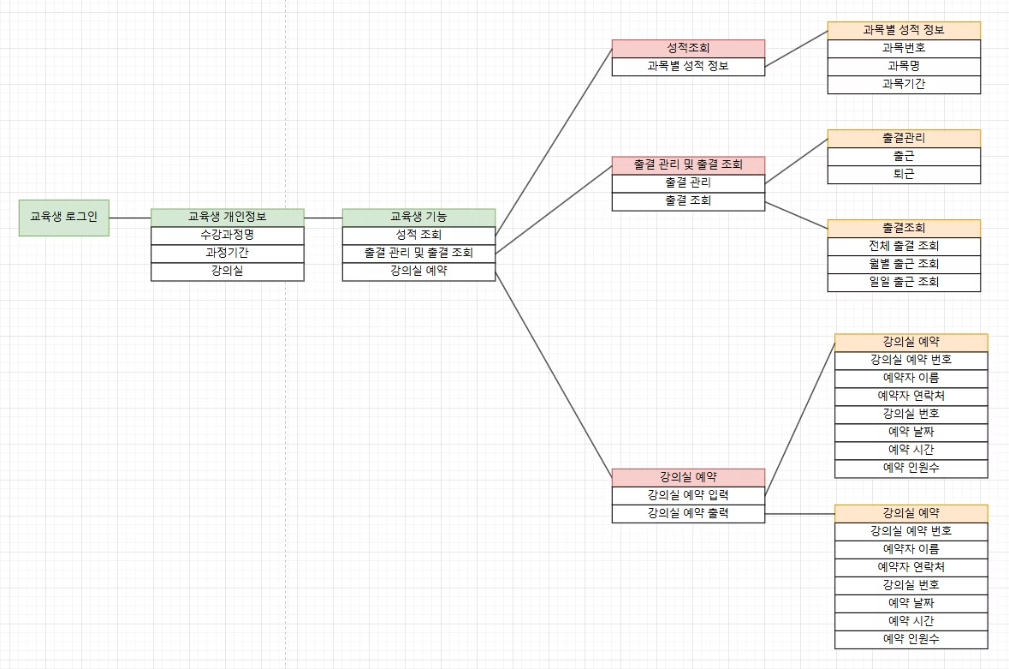 교육생 로그인
교육생 개인정보
수강과정명
과정기간
강의실
교육생 기능
성적 조회
출결 관리 및 출결 조회
강의실 예약
성적조회
과목별 성적 정보
과목별 성적 정보
과목번호
과목명
과목기간
출결 관리 및 출결 조회
출결 관리
출결 조회
출결관리
출근
퇴근
출결조회
전체 출결 조회
월별 출근 조회
일일 출근 조회
강의실 예약
강의실 예약 입력
강의실 예약 출력
강의실 예약
강의실 예약 번호
예약자 이름
예약자 연락처
강의실 번호
예약 날짜
예약 시간
예약 인원수
강의실 예약
강의실 예약 번호
예약자 이름
예약자 연락처
강의실 번호
예약 날짜
예약 시간
예약 인원수